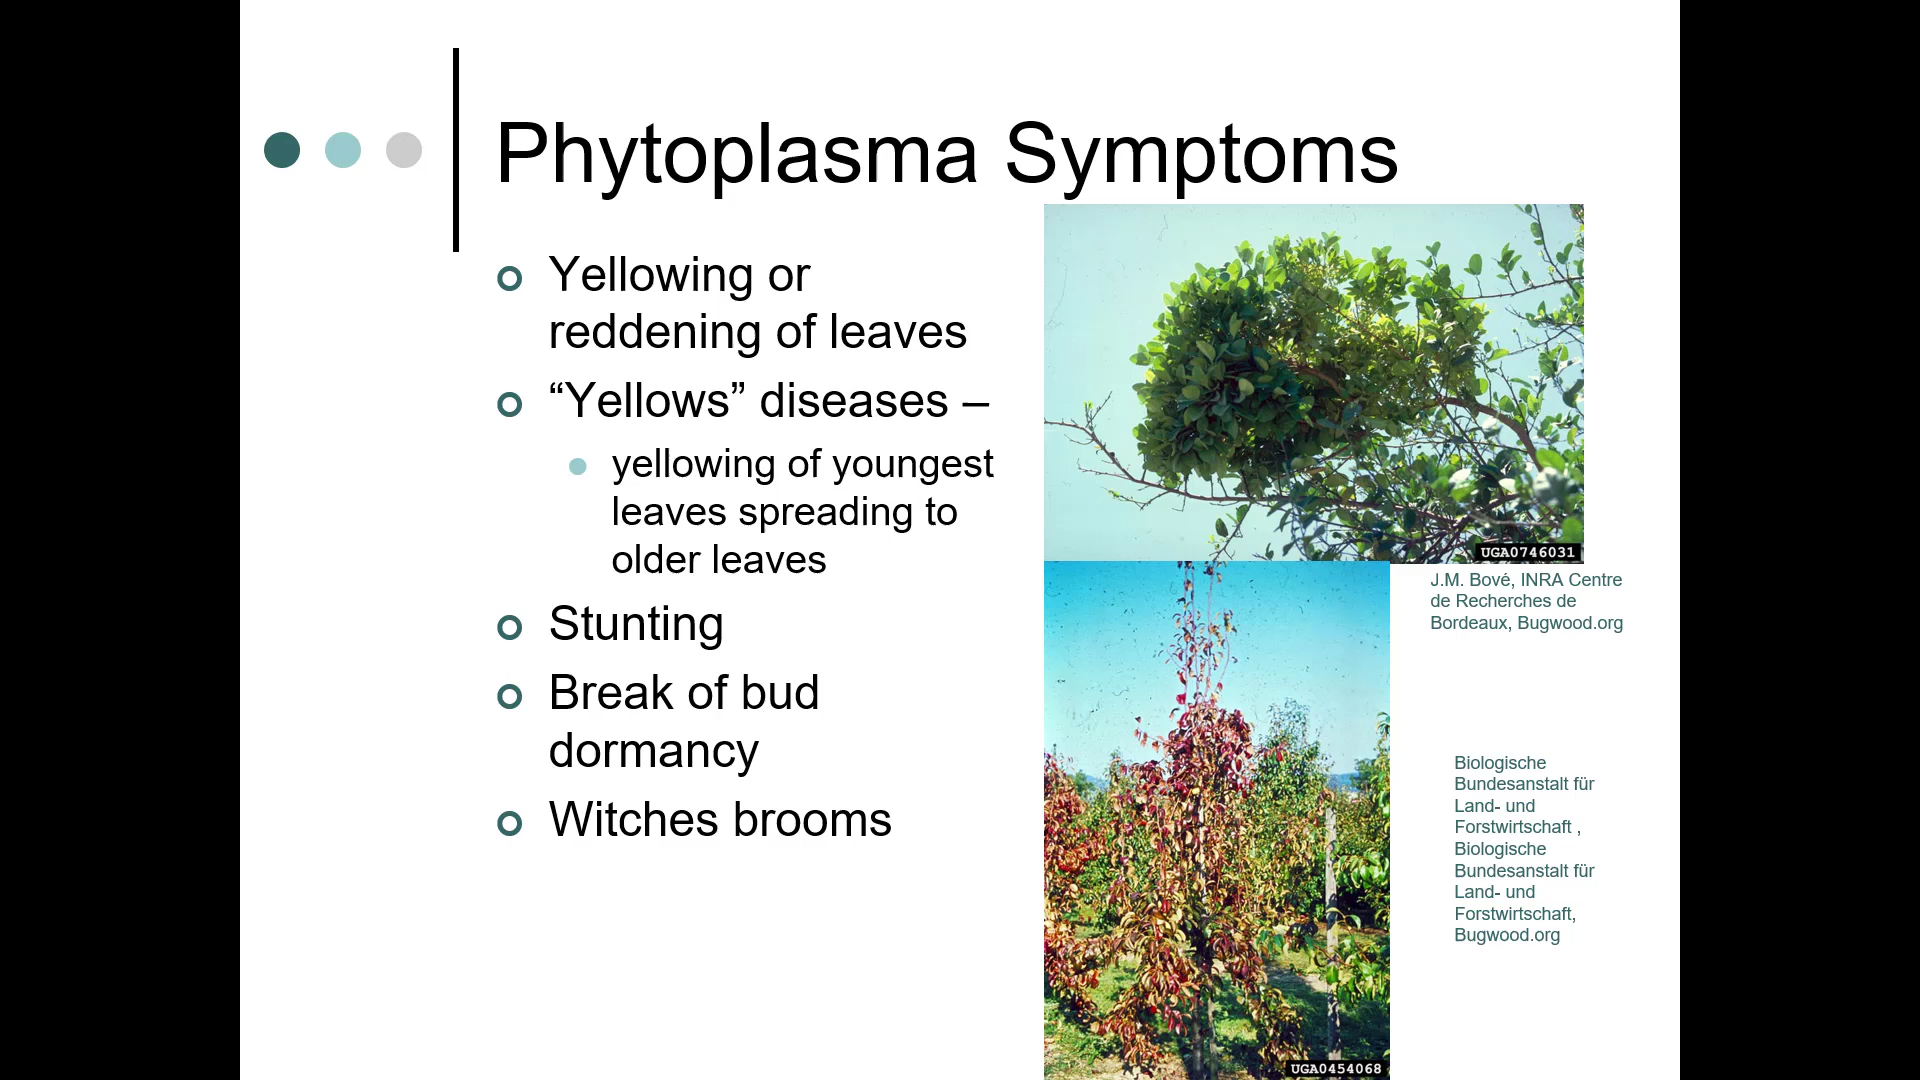 Phytoplasma Symptoms
Yellowing or
reddening of leaves
“Yellows” diseases –
yellowing of youngest
leaves spreading to
older leaves
Stunting
Break of bud
dormancy
Witches brooms
UGA0746031
J.M. Bové, INRA Centre
de Recherches de
Bordeaux, Bugwood.org
Biologische
Bundesanstalt für
Land- und
Forstwirtschaft ,
Biologische
Bundesanstalt für
Land- und
Forstwirtschaft,
Bugwood.org
UGA0454068